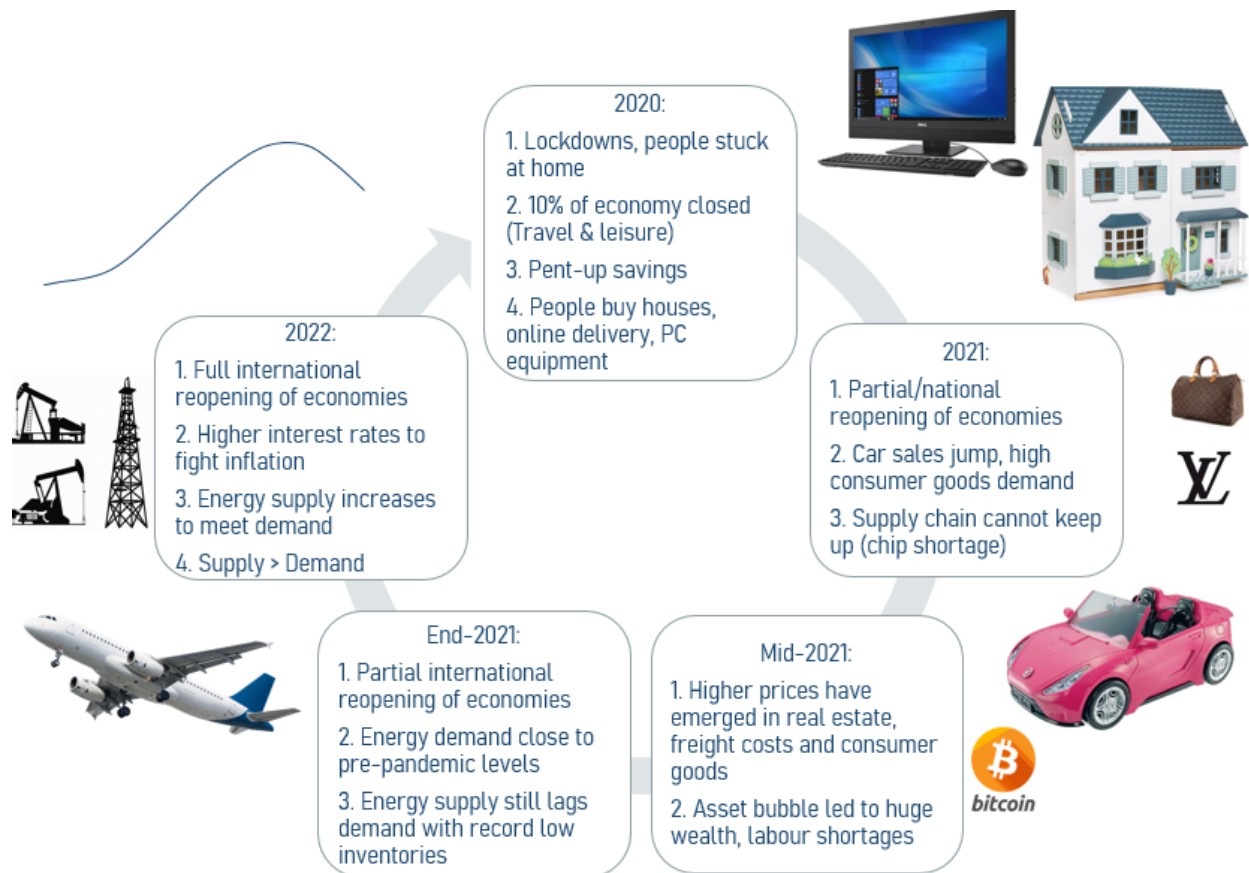 2020:
1. Lockdowns, people stuck
at home
2. 10% of economy closed
(Travel & leisure)
3. Pent-up savings
4. People buy houses,
online delivery, PC
equipment
2021:
1. Partial/national
reopening of economies
2. Car sales jump, high
consumer goods demand
3. Supply chain cannot keep
up (chip shortage)
Mid-2021:
1. Higher prices have
emerged in real estate,
freight costs and consumer
goods
2. Asset bubble led to huge
wealth, labour shortages
End-2021:
1. Partial international
reopening of economies
2. Energy demand close to
pre-pandemic levels
3. Energy supply still lags
demand with record low
inventories
2022:
1. Full international
reopening of economies
2. Higher interest rates to
fight inflation
3. Energy supply increases
to meet demand
4. Supply > Demand
LV
bitcoin